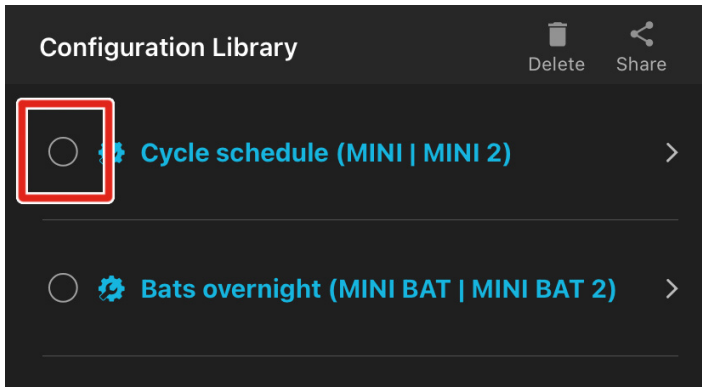 Configuration Library
Delete
Share
Cycle schedule (MINI | MINI 2)
Bats overnight (MINI BAT | MINI BAT 2)